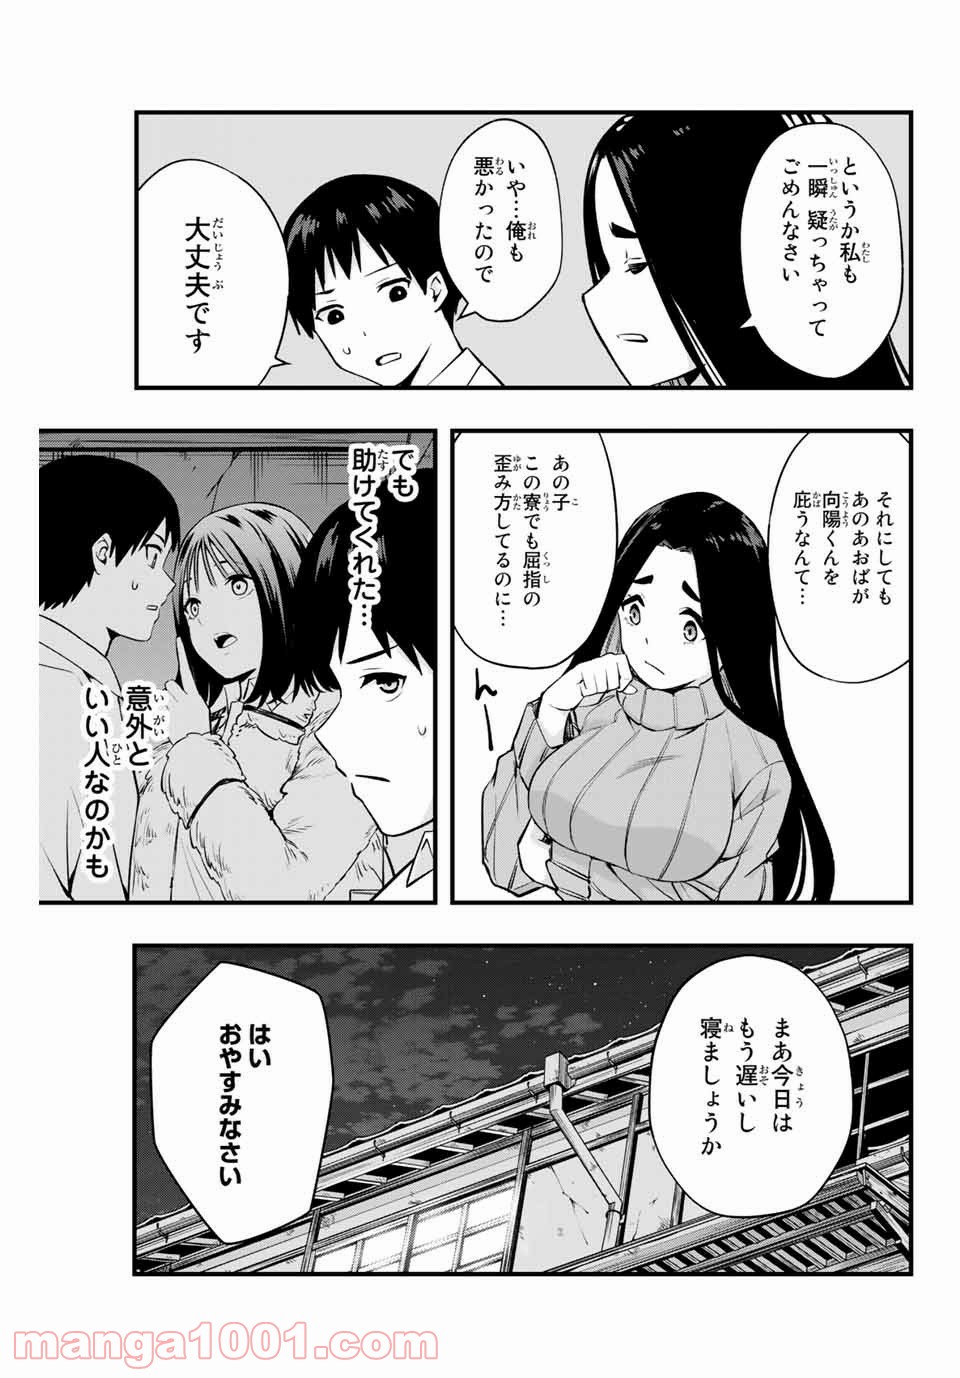 というか私も
一瞬疑っちゃって
ごめんなさい
いや…俺も
悪かったので
大丈夫です
それにしても
あのあおばが
向陽くんを
庇うなんて…
あの子
この寮でも屈指の
歪み方してるのに…
んー
でも
助けてくれた…
意外と
いい人なのかも
まあ今日は
もう遅いし
寝ましょうか
はい
おやすみなさい
manga1001.com